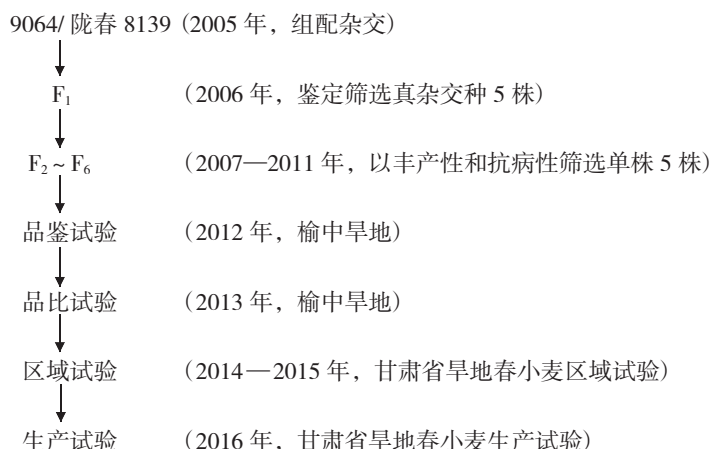 9064/ 陇春 8139 (2005 年，组配杂交)
F₁ (2006 年，鉴定筛选真杂交种 5 株)
F₂ ~ F₆ (2007—2011 年，以丰产性和抗病性筛选单株 5 株)
品鉴试验 (2012 年，榆中旱地)
品比试验 (2013 年，榆中旱地)
区域试验 (2014—2015 年，甘肃省旱地春小麦区域试验)
生产试验 (2016 年，甘肃省旱地春小麦生产试验)